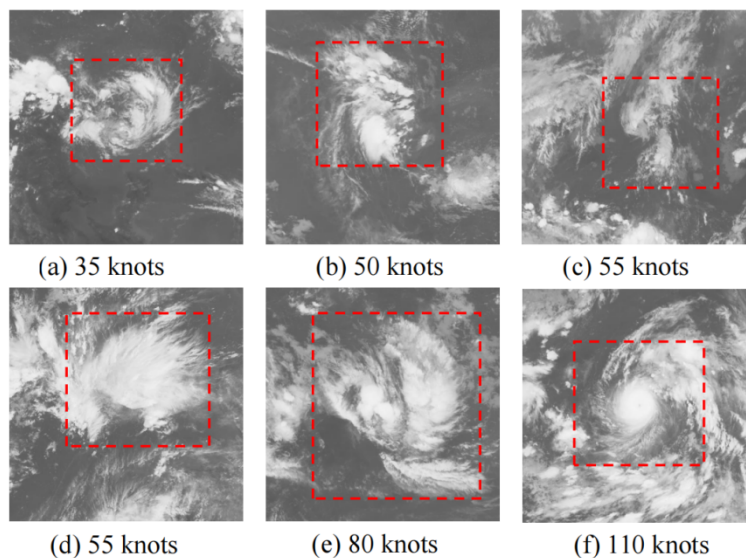 (a) 35 knots
(b) 50 knots
(c) 55 knots
(d) 55 knots
(e) 80 knots
(f) 110 knots